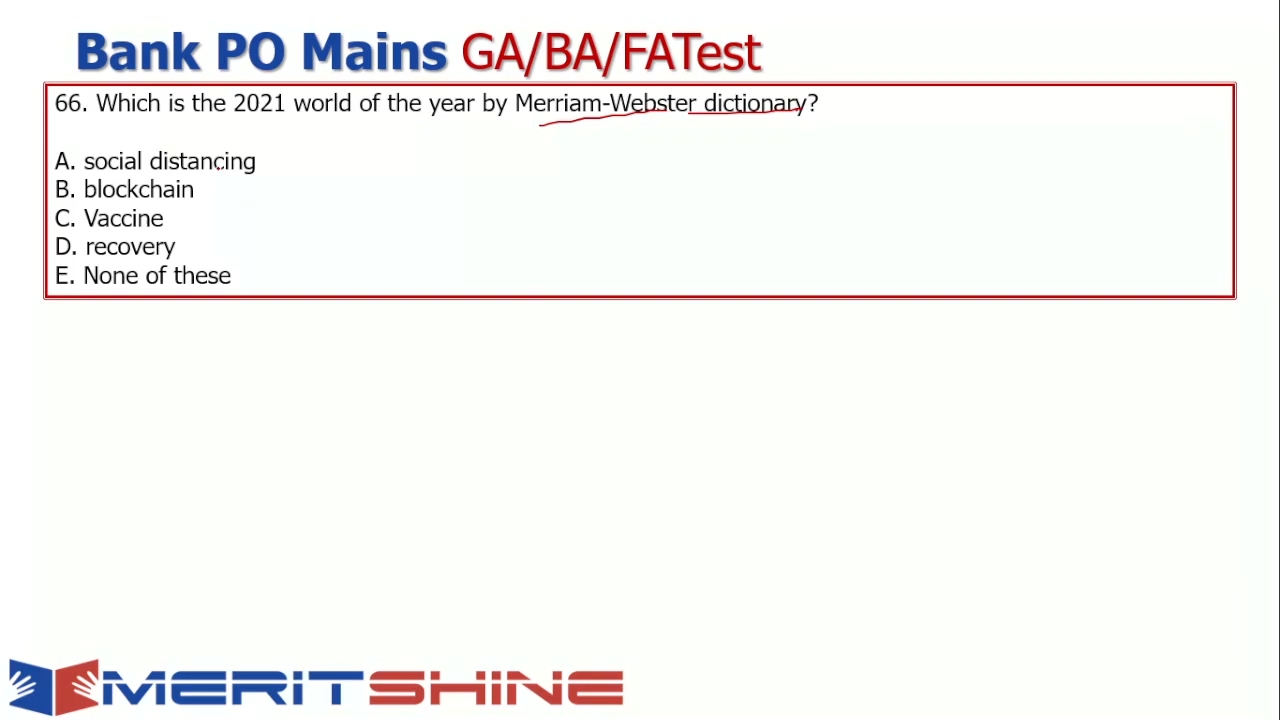 Bank PO Mains GA/BA/FATest
66. Which is the 2021 world of the year by Merriam-Webster dictionary?
A. social distancing
B. blockchain
C. Vaccine
D. recovery
E. None of these
MERITSHINE